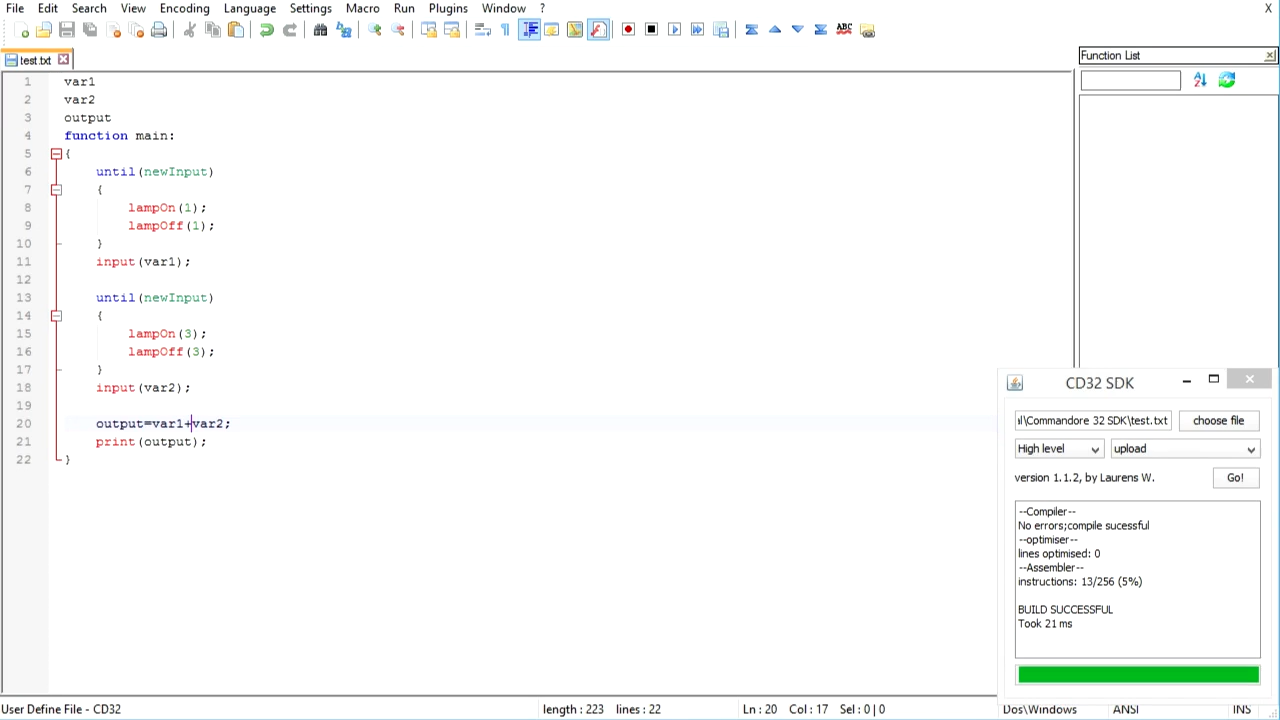 File Edit Search View Encoding Language Settings Macro Run Plugins Window ? X
test.txt
Function List
1 var1
2 var2
3 output
4 function main:
5 {
6 until(newInput)
7 {
8 lampOn(1);
9 lampOff(1);
10 }
11 input(var1);
12
13 until(newInput)
14 {
15 lampOn(3);
16 lampOff(3);
17 }
18 input(var2);
19
20 output=var1+var2;
21 print(output);
22 }
CD32 SDK
ıl\Commandore 32 SDK\test.txt choose file
High level upload
version 1.1.2, by Laurens W. Go!
--Compiler--
No errors;compile sucessful
--optimiser--
lines optimised: 0
--Assembler--
instructions: 13/256 (5%)
BUILD SUCCESSFUL
Took 21 ms
User Define File - CD32 length : 223 lines : 22 Ln : 20 Col : 17 Sel : 0 | 0 Dos\Windows ANSI INS